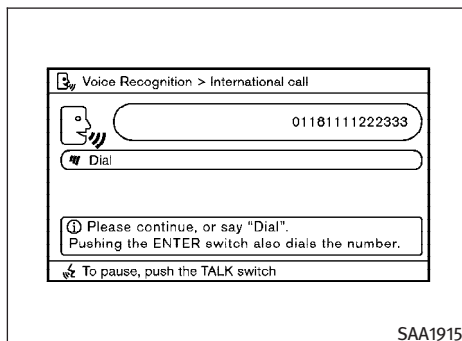 Voice Recognition > International call
01181111222333
Dial
Please continue, or say "Dial".
Pushing the ENTER switch also dials the number.
To pause, push the TALK switch
SAA1915